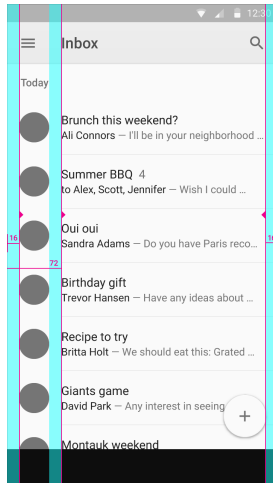 12:30
Inbox
Today
Brunch this weekend?
Ali Connors — I'll be in your neighborhood ...
Summer BBQ 4
to Alex, Scott, Jennifer — Wish I could ...
Oui oui
Sandra Adams — Do you have Paris reco...
16
16
72
Birthday gift
Trevor Hansen — Have any ideas about ...
Recipe to try
Britta Holt — We should eat this: Grated ...
Giants game
David Park — Any interest in seeing
+
Montauk weekend